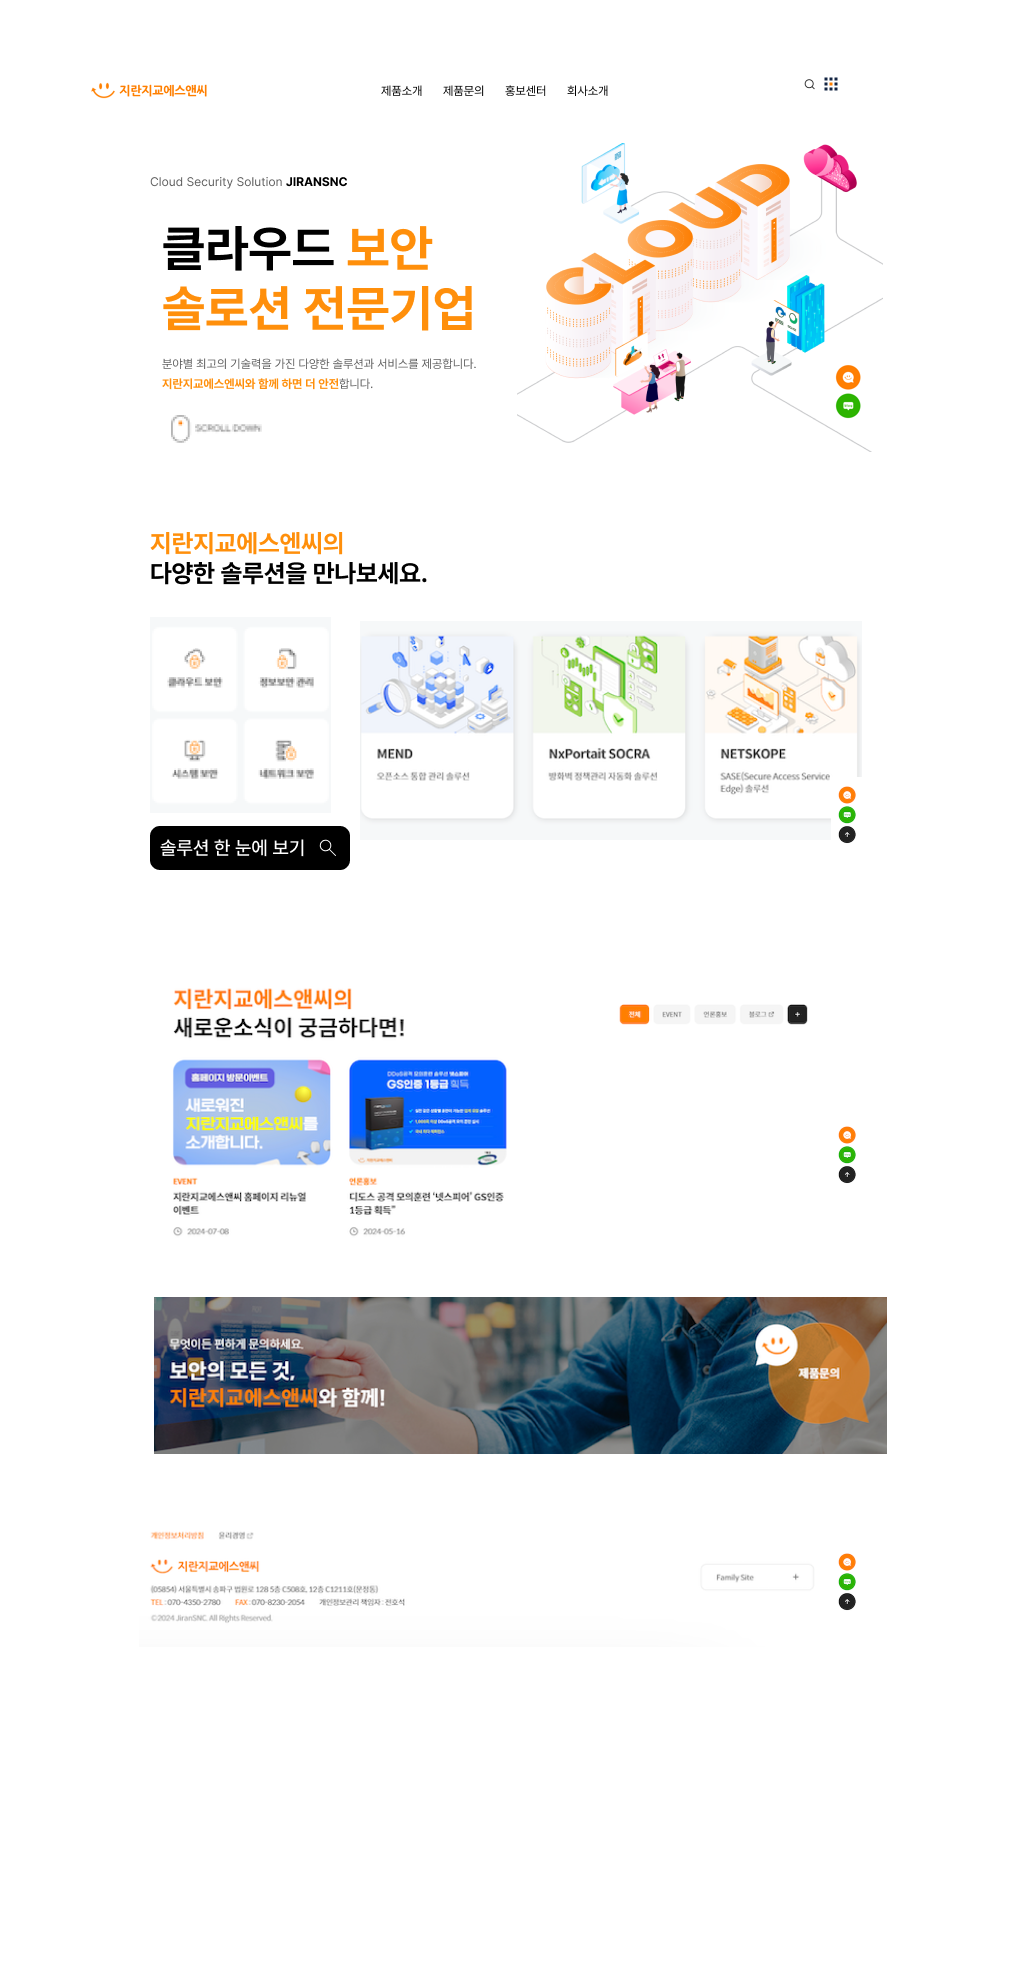 지란지교에스앤씨
제품소개 제품문의 홍보센터 회사소개
Cloud Security Solution JIRANSNC
클라우드 보안
솔로션 전문기업
분야별 최고의 기술력을 가진 다양한 솔루션과 서비스를 제공합니다.
지란지교에스엔씨와 함께 하면 더 안전합니다.
SCROLL DOWN
CLOUD
지란지교에스엔씨의
다양한 솔루션을 만나보세요.
클라우드 보안 정보보안 관리
시스템 보안 네트워크 보안
MEND
오픈소스 통합 관리 솔루션
NxPortait SOCRA
방화벽 정책관리 자동화 솔루션
NETSKOPE
SASE(Secure Access Service
Edge) 솔루션
솔루션 한 눈에 보기
지란지교에스앤씨의
새로운소식이 궁금하다면!
전체 EVENT 언론홍보 블로그
홈페이지 방문이벤트
새로워진
지란지교에스앤씨를
소개합니다.
EVENT
지란지교에스앤씨 홈페이지 리뉴얼
이벤트
2024-07-08
DDoS공격 모의훈련 솔루션 넷스피어
GS인증 1등급 획득
언론홍보
디도스 공격 모의훈련 ‘넷스피어’ GS인증
1등급 획득”
2024-05-16
무엇이든 편하게 문의하세요.
보안의 모든 것,
지란지교에스앤씨와 함께!
제품문의
개인정보처리방침 윤리경영
지란지교에스앤씨
(05854) 서울특별시 송파구 법원로 128 5층 C508호, 12층 C1211호(문정동)
TEL : 070-4350-2780 FAX : 070-8230-2054 개인정보관리 책임자 : 전호석
©2024 JiranSNC. All Rights Reserved.
Family Site +